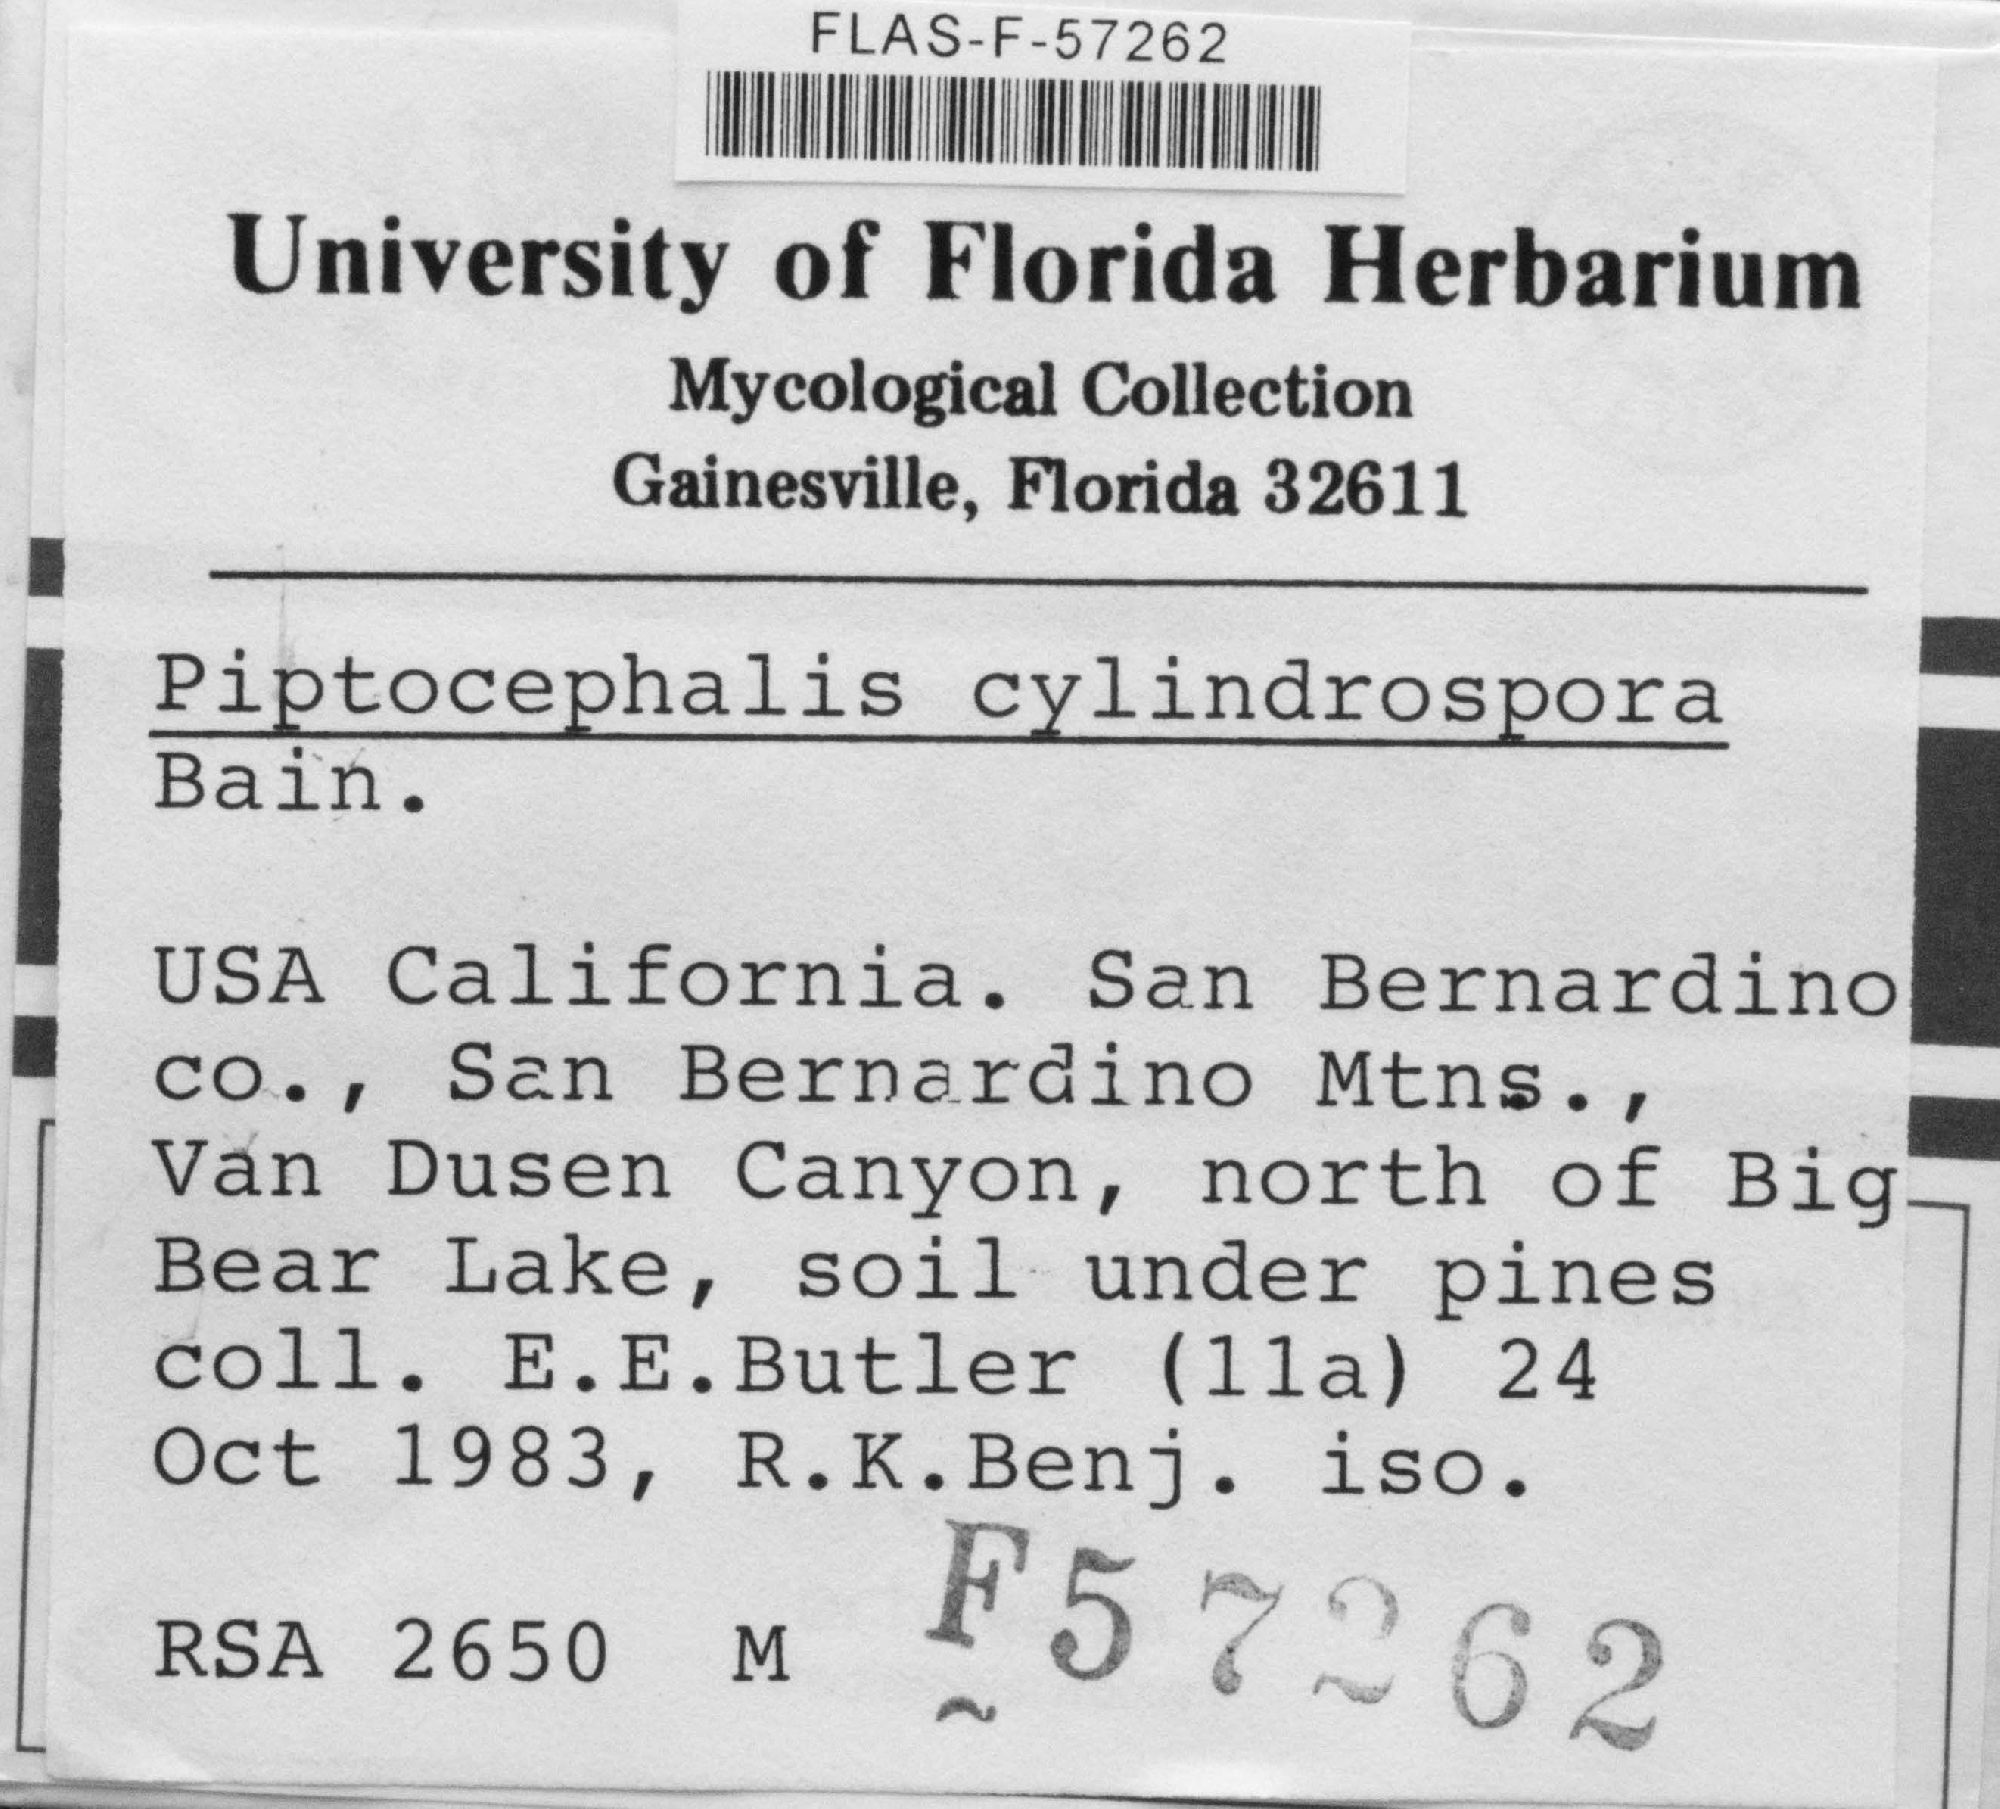 FLAS-F-57262
University of Florida Herbarium
Mycological Collection
Gainesville, Florida 32611
Piptocephalis cylindrospora
Bain.
USA California. San Bernardino
co., San Bernardino Mtns.,
Van Dusen Canyon, north of Big
Bear Lake, soil under pines
coll. E.E.Butler (11a) 24
Oct 1983, R.K.Benj. iso.
RSA 2650 M F57262